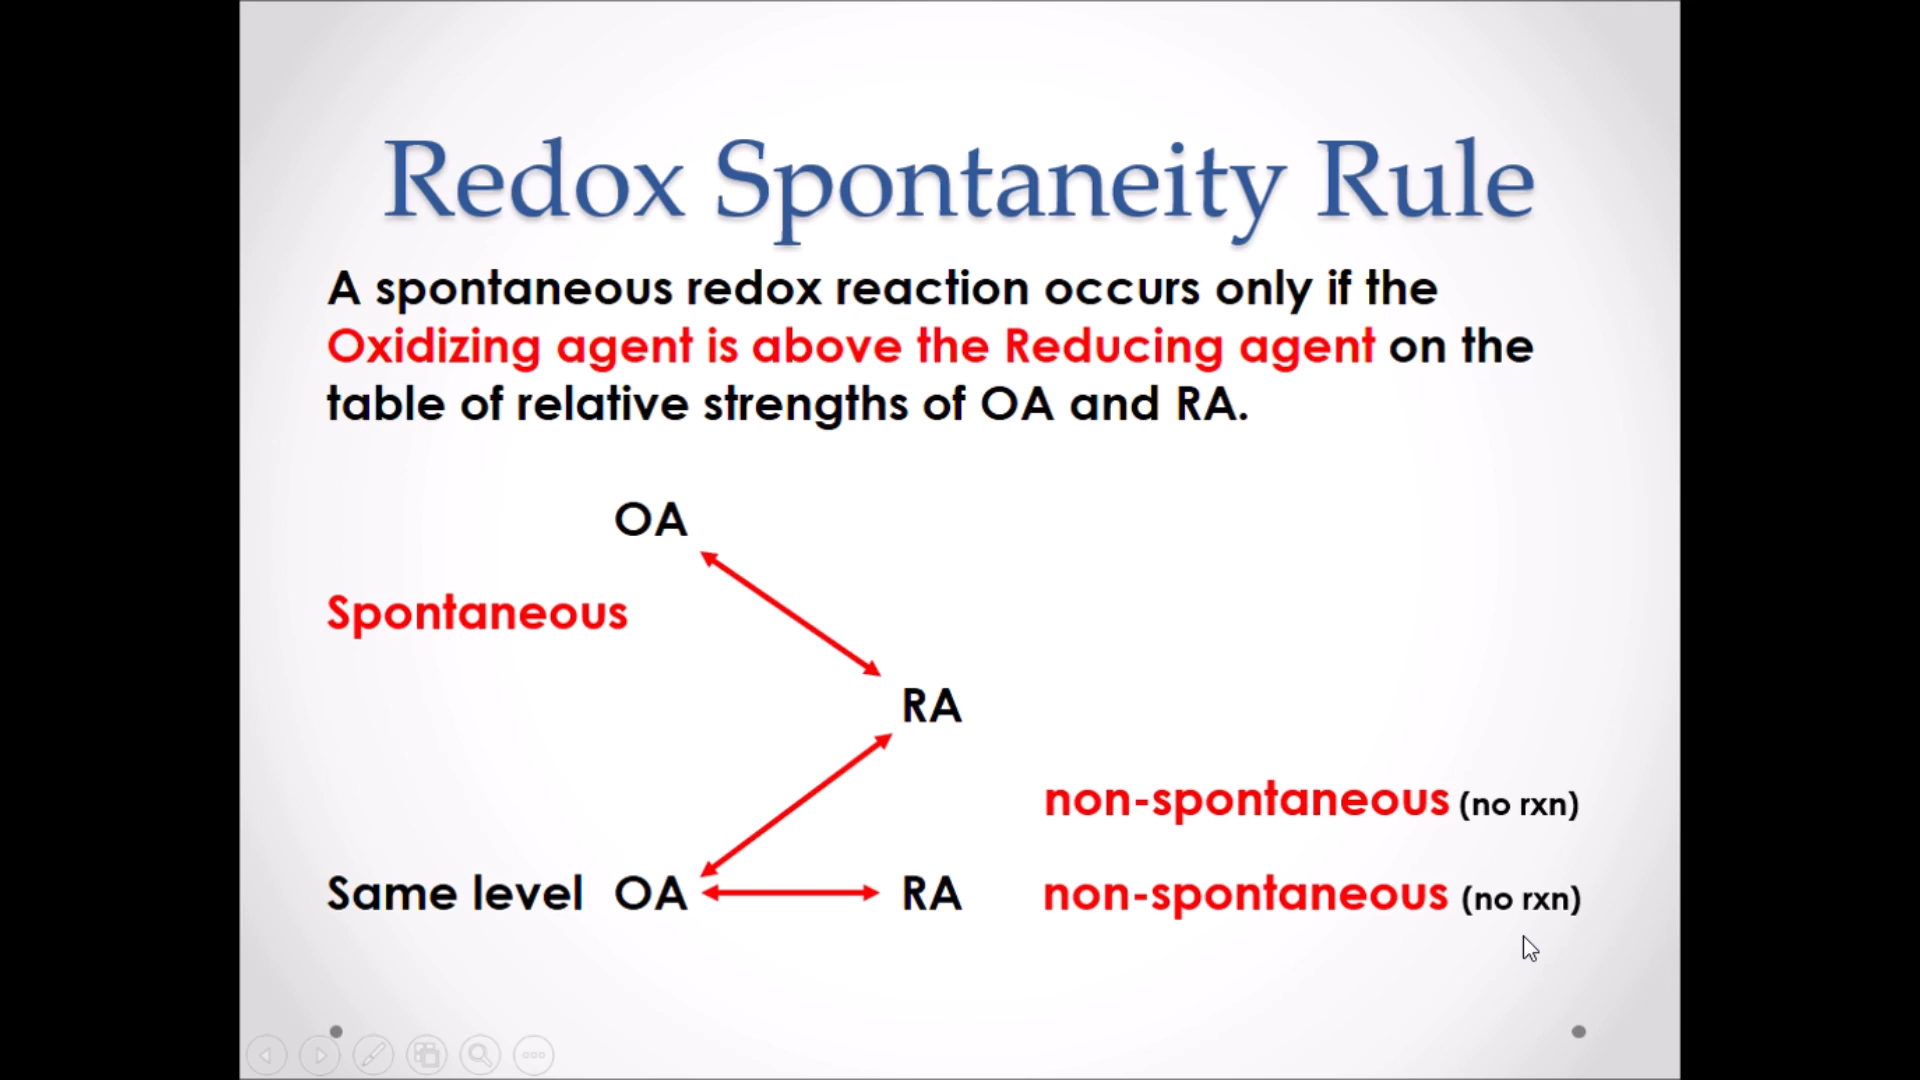 Redox Spontaneity Rule
A spontaneous redox reaction occurs only if the
Oxidizing agent is above the Reducing agent on the
table of relative strengths of OA and RA.
OA
Spontaneous
RA
non-spontaneous (no rxn)
Same level OA RA non-spontaneous (no rxn)